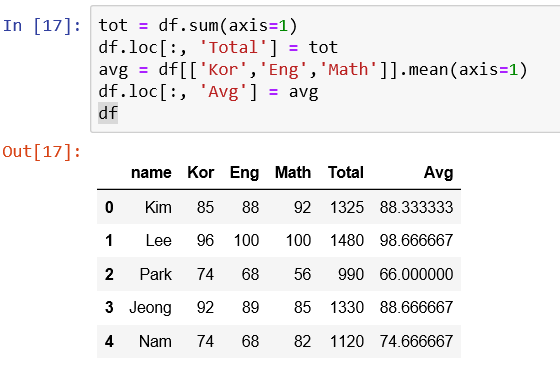 In [17]: tot = df.sum(axis=1)
df.loc[:, 'Total'] = tot
avg = df[['Kor','Eng','Math']].mean(axis=1)
df.loc[:, 'Avg'] = avg
df
Out[17]:
name Kor Eng Math Total Avg
0 Kim 85 88 92 1325 88.333333
1 Lee 96 100 100 1480 98.666667
2 Park 74 68 56 990 66.000000
3 Jeong 92 89 85 1330 88.666667
4 Nam 74 68 82 1120 74.666667